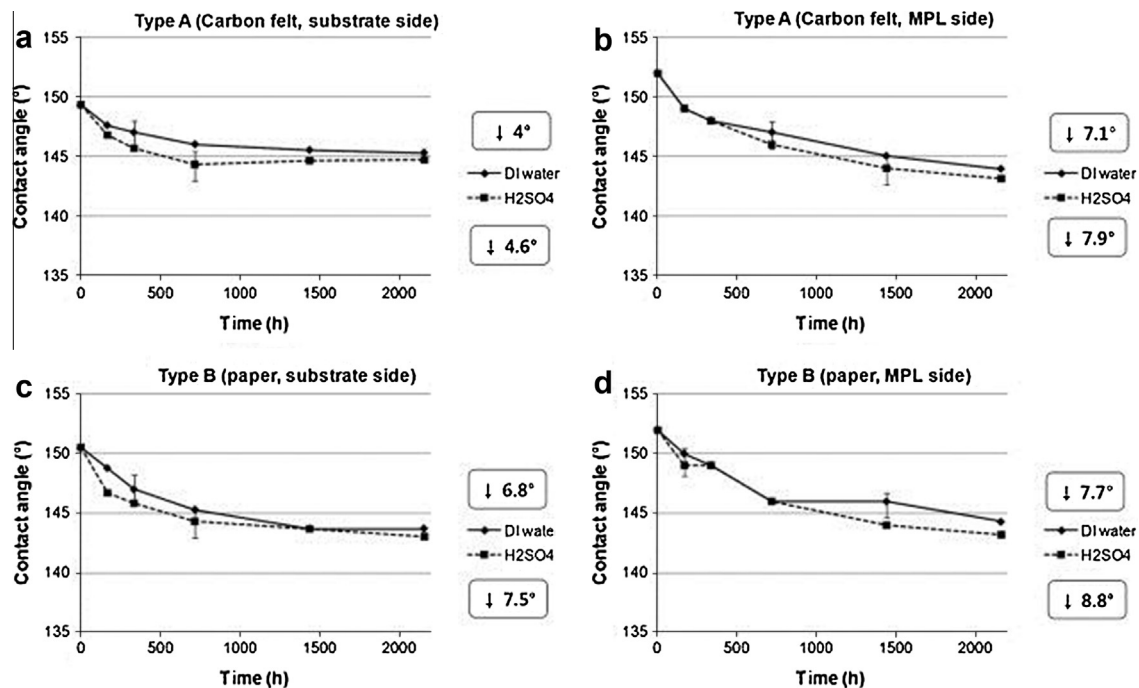 a
Type A (Carbon felt, substrate side)
155
150
145
140
135
Contact angle (°)
0 500 1000 1500 2000
Time (h)
↓ 4°
DI water
H2SO4
↓ 4.6°
b
Type A (Carbon felt, MPL side)
155
150
145
140
135
Contact angle (°)
0 500 1000 1500 2000
Time (h)
↓ 7.1°
DI water
H2SO4
↓ 7.9°
c
Type B (paper, substrate side)
155
150
145
140
135
Contact angle (°)
0 500 1000 1500 2000
Time (h)
↓ 6.8°
DI wate
H2SO4
↓ 7.5°
d
Type B (paper, MPL side)
155
150
145
140
135
Contact angle (°)
0 500 1000 1500 2000
Time (h)
↓ 7.7°
DI water
H2SO4
↓ 8.8°